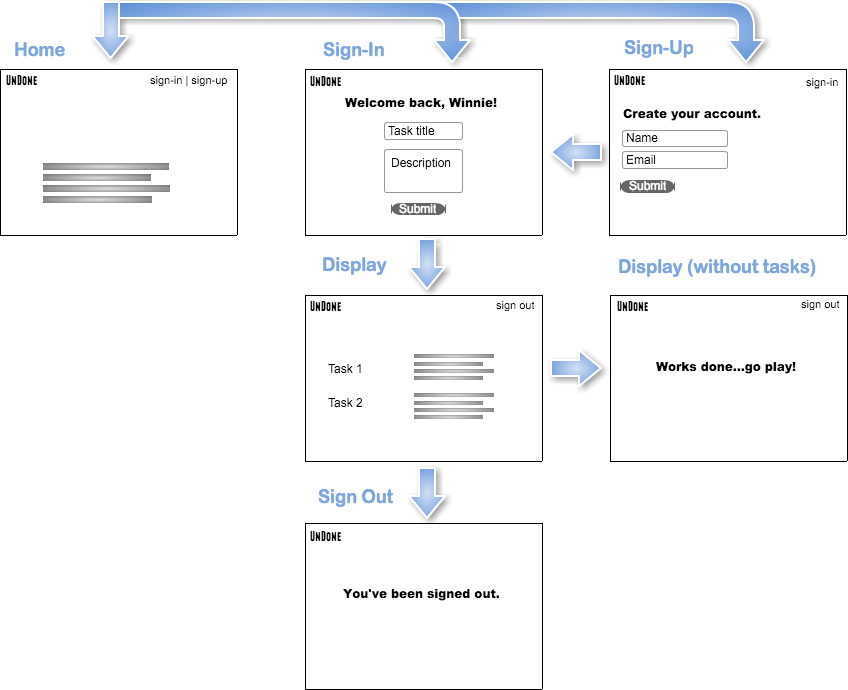 Home
Sign-In
Sign-Up
UNDONE
sign-in | sign-up
UNDONE
Welcome back, Winnie!
Task title
Description
Submit
UNDONE
sign-in
Create your account.
Name
Email
Submit
Display
Display (without tasks)
UNDONE
sign out
Task 1
Task 2
UNDONE
sign out
Works done...go play!
Sign Out
UNDONE
You've been signed out.